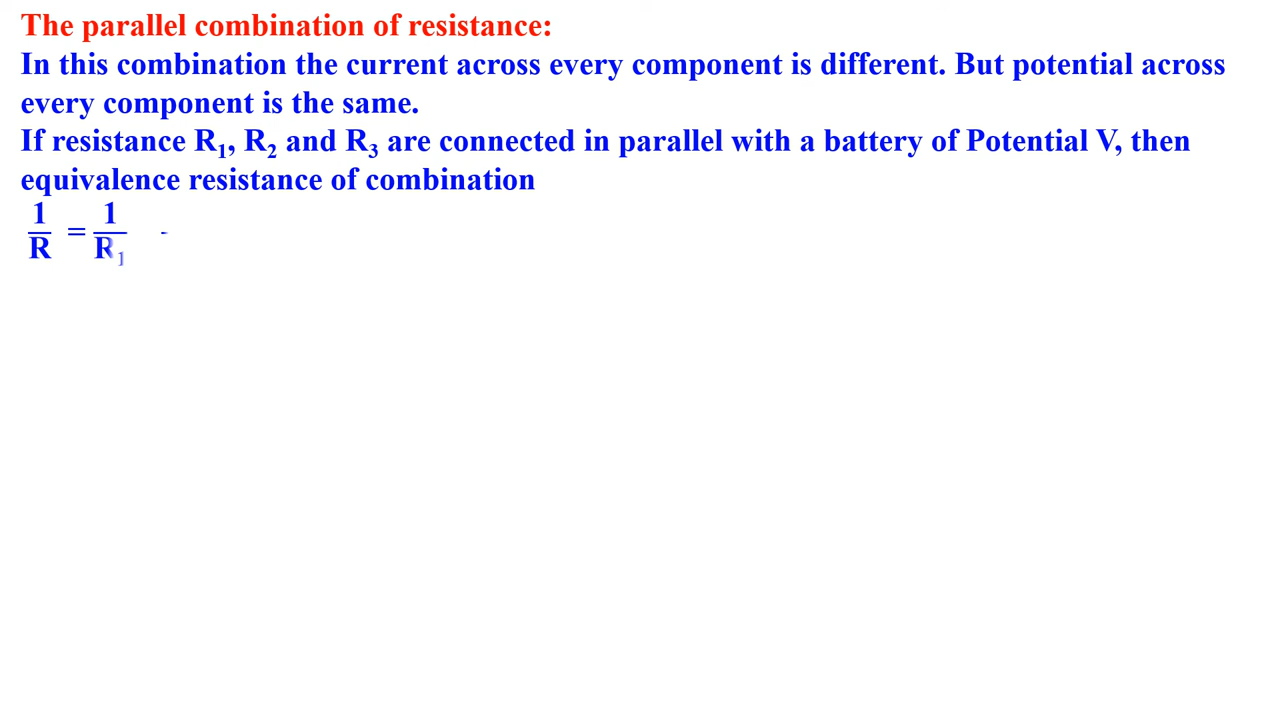 The parallel combination of resistance:
In this combination the current across every component is different. But potential across
every component is the same.
If resistance R₁, R₂ and R₃ are connected in parallel with a battery of Potential V, then
equivalence resistance of combination
1/R = 1/R₁